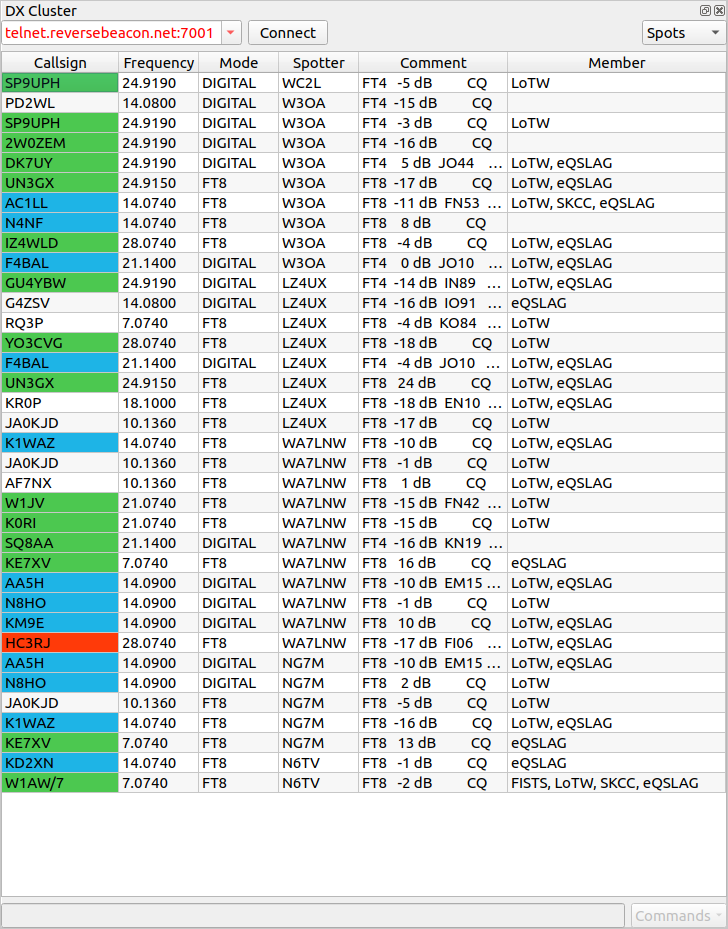 DX Cluster
telnet.reversebeacon.net:7001 Connect Spots
Callsign Frequency Mode Spotter Comment Member
SP9UPH 24.9190 DIGITAL WC2L FT4 -5 dB CQ LoTW
PD2WL 14.0800 DIGITAL W3OA FT4 -15 dB CQ
SP9UPH 24.9190 DIGITAL W3OA FT4 -3 dB CQ LoTW
2W0ZEM 24.9190 DIGITAL W3OA FT4 -16 dB CQ
DK7UY 24.9190 DIGITAL W3OA FT4 5 dB JO44 ... LoTW, eQSLAG
UN3GX 24.9150 FT8 W3OA FT8 -17 dB CQ LoTW, eQSLAG
AC1LL 14.0740 FT8 W3OA FT8 -11 dB FN53 ... LoTW, SKCC, eQSLAG
N4NF 14.0740 FT8 W3OA FT8 8 dB CQ
IZ4WLD 28.0740 FT8 W3OA FT8 -4 dB CQ LoTW, eQSLAG
F4BAL 21.1400 DIGITAL W3OA FT4 0 dB JO10 ... LoTW, eQSLAG
GU4YBW 24.9190 DIGITAL LZ4UX FT4 -14 dB IN89 ... LoTW, eQSLAG
G4ZSV 14.0800 DIGITAL LZ4UX FT4 -16 dB IO91 ... eQSLAG
RQ3P 7.0740 FT8 LZ4UX FT8 -4 dB KO84 ... LoTW
YO3CVG 28.0740 FT8 LZ4UX FT8 -18 dB CQ LoTW
F4BAL 21.1400 DIGITAL LZ4UX FT4 -4 dB JO10 ... LoTW, eQSLAG
UN3GX 24.9150 FT8 LZ4UX FT8 24 dB CQ LoTW, eQSLAG
KR0P 18.1000 FT8 LZ4UX FT8 -18 dB EN10 ... LoTW, eQSLAG
JA0KJD 10.1360 FT8 LZ4UX FT8 -17 dB CQ LoTW
K1WAZ 14.0740 FT8 WA7LNW FT8 -10 dB CQ LoTW, eQSLAG
JA0KJD 10.1360 FT8 WA7LNW FT8 -1 dB CQ LoTW
AF7NX 10.1360 FT8 WA7LNW FT8 1 dB CQ LoTW, eQSLAG
W1JV 21.0740 FT8 WA7LNW FT8 -15 dB FN42 ... LoTW
K0RI 21.0740 FT8 WA7LNW FT8 -15 dB CQ LoTW
SQ8AA 21.1400 DIGITAL WA7LNW FT4 -16 dB KN19 ...
KE7XV 7.0740 FT8 WA7LNW FT8 16 dB CQ eQSLAG
AA5H 14.0900 DIGITAL WA7LNW FT8 -10 dB EM15 ... LoTW, eQSLAG
N8HO 14.0900 DIGITAL WA7LNW FT8 -1 dB CQ LoTW
KM9E 14.0900 DIGITAL WA7LNW FT8 10 dB CQ LoTW, eQSLAG
HC3RJ 28.0740 FT8 WA7LNW FT8 -17 dB FI06 ... LoTW, eQSLAG
AA5H 14.0900 DIGITAL NG7M FT8 -10 dB EM15 ... LoTW, eQSLAG
N8HO 14.0900 DIGITAL NG7M FT8 2 dB CQ LoTW
JA0KJD 10.1360 FT8 NG7M FT8 -5 dB CQ LoTW
K1WAZ 14.0740 FT8 NG7M FT8 -16 dB CQ LoTW, eQSLAG
KE7XV 7.0740 FT8 NG7M FT8 13 dB CQ eQSLAG
KD2XN 14.0740 FT8 N6TV FT8 -1 dB CQ eQSLAG
W1AW/7 7.0740 FT8 N6TV FT8 -2 dB CQ FISTS, LoTW, SKCC, eQSLAG
Commands